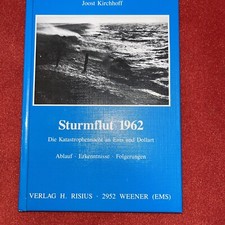 Joost Kirchhoff
Sturmflut 1962
Die Katastrophennacht an Ems und Dollart
Ablauf · Erkenntnisse · Folgerungen
VERLAG H. RISIUS · 2952 WEENER (EMS)